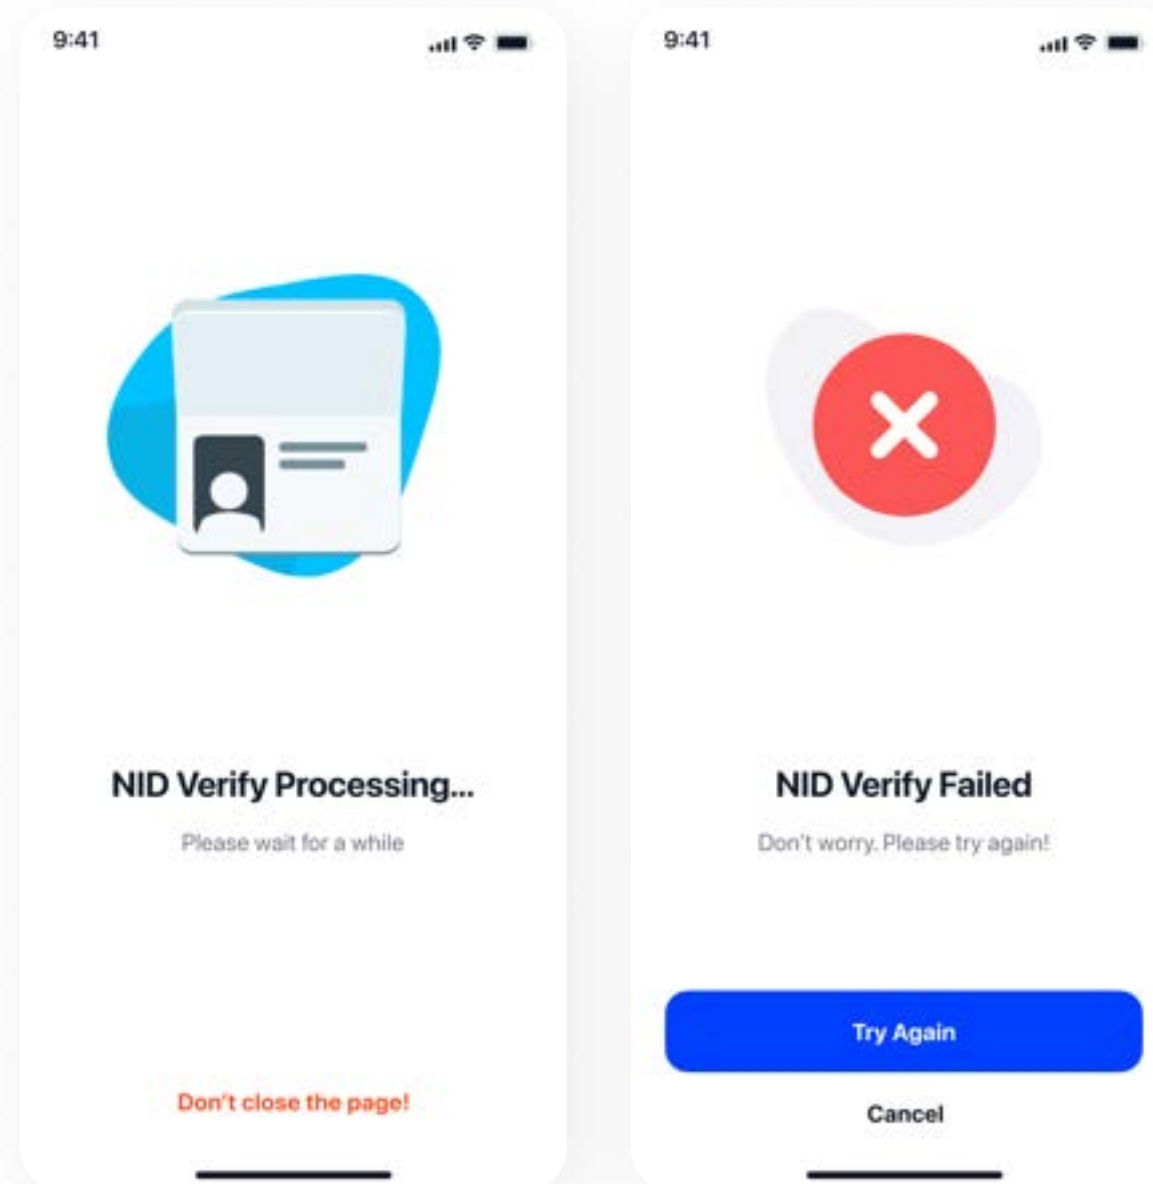 9:41
NID Verify Processing...
Please wait for a while
Don't close the page!
9:41
NID Verify Failed
Don't worry. Please try again!
Try Again
Cancel